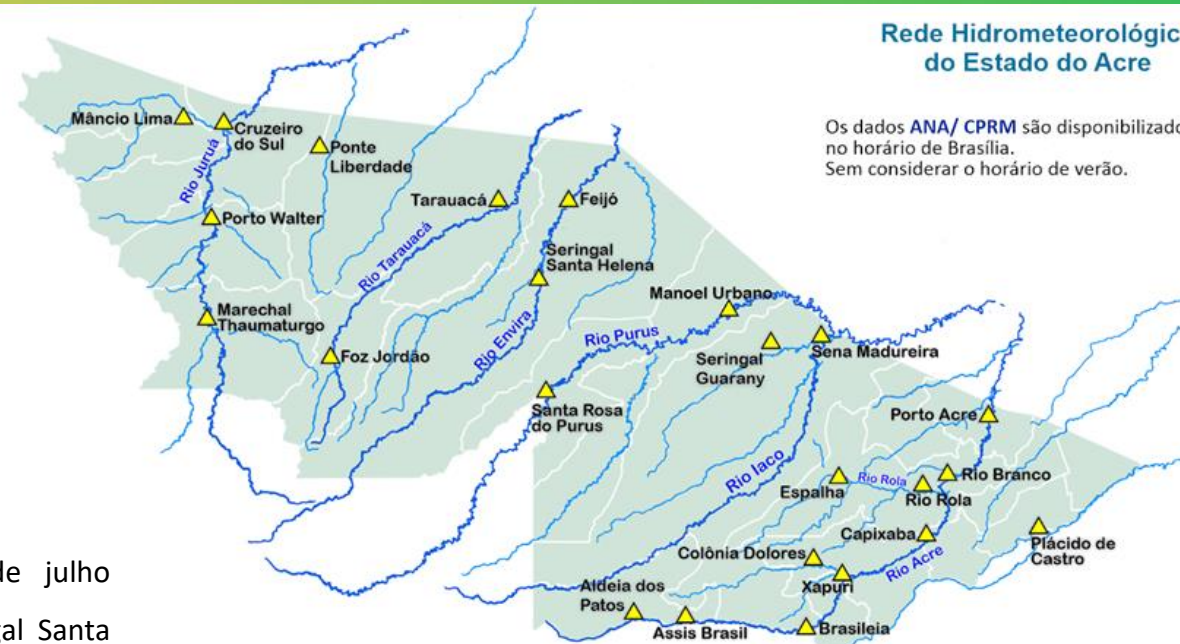 Rede Hidrometeorológic
do Estado do Acre
Os dados ANA/ CPRM são disponibilizado
no horário de Brasília.
Sem considerar o horário de verão.
Mâncio Lima
Cruzeiro
do Sul
Ponte
Liberdade
Rio Juruá
Porto Walter
Tarauacá
Feijó
Rio Tarauacá
Seringal
Santa Helena
Marechal
Thaumaturgo
Foz Jordão
Rio Envira
Manoel Urbano
Rio Purus
Seringal
Guarany
Sena Madureira
Santa Rosa
do Purus
Porto Acre
Rio Iaco
Espalha
Rio Rola
Rio Rola
Rio Branco
Capixaba
Plácido de
Castro
Colônia Dolores
Rio Acre
Xapuri
Aldeia dos
Patos
Assis Brasil
Brasileia
de julho
gal Santa